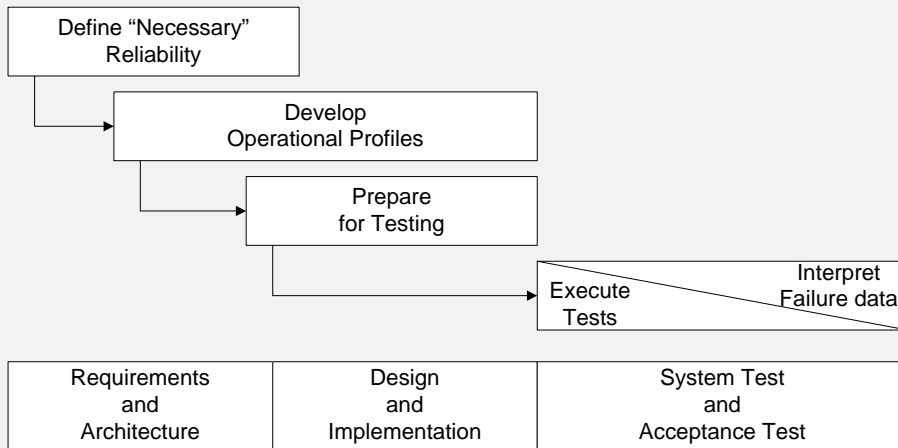 Define “Necessary”
Reliability
Develop
Operational Profiles
Prepare
for Testing
Execute
Tests
Interpret
Failure data
Requirements
and
Architecture
Design
and
Implementation
System Test
and
Acceptance Test